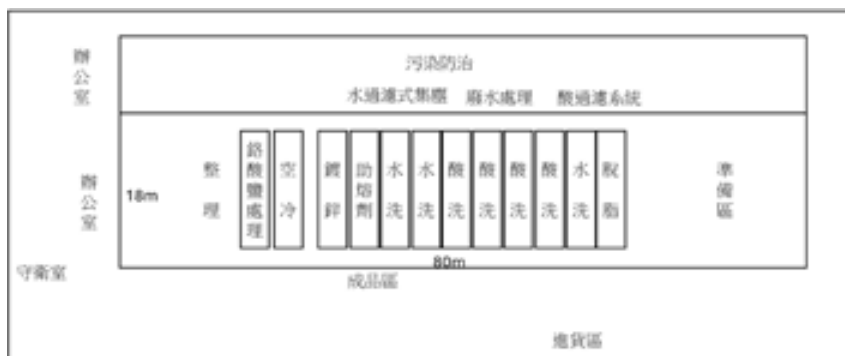 辦公室
污染防治
水過濾式集塵 廢水處理 酸過濾系統
辦公室
18m
整理
鉻酸鹽處理
空冷
鍍鋅
助熔劑
水洗
水洗
酸洗
酸洗
酸洗
酸洗
水洗
脫脂
準備區
80m
守衛室
成品區
進貨區